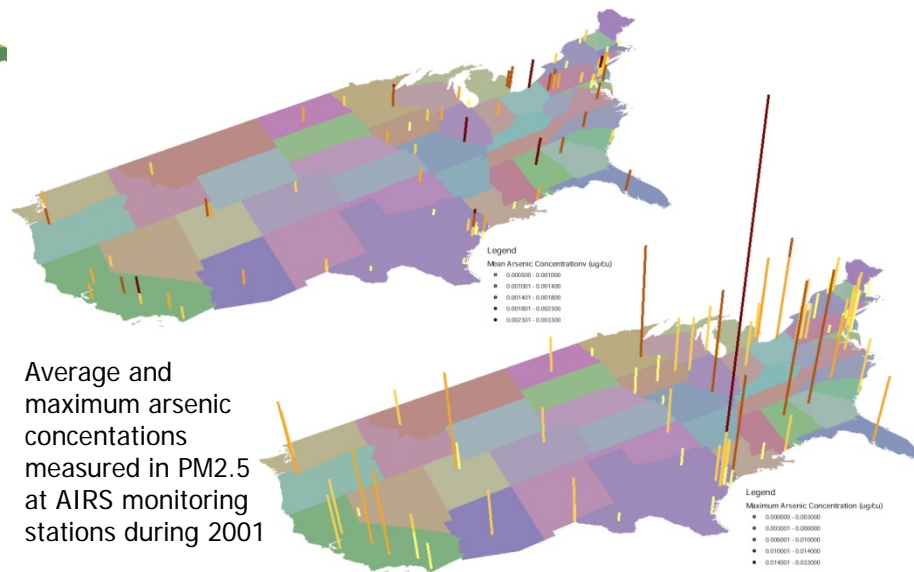 Legend
Mean Arsenic Concentrationv (ug/cu)
0.000500 - 0.001000
0.001001 - 0.001400
0.001401 - 0.001800
0.001801 - 0.002300
0.002301 - 0.003300
Average and
maximum arsenic
concentations
measured in PM2.5
at AIRS monitoring
stations during 2001
Legend
Maximum Arsenic Concentration (ug/cu)
0.000000 - 0.003000
0.003001 - 0.006000
0.006001 - 0.010000
0.010001 - 0.014000
0.014001 - 0.033000